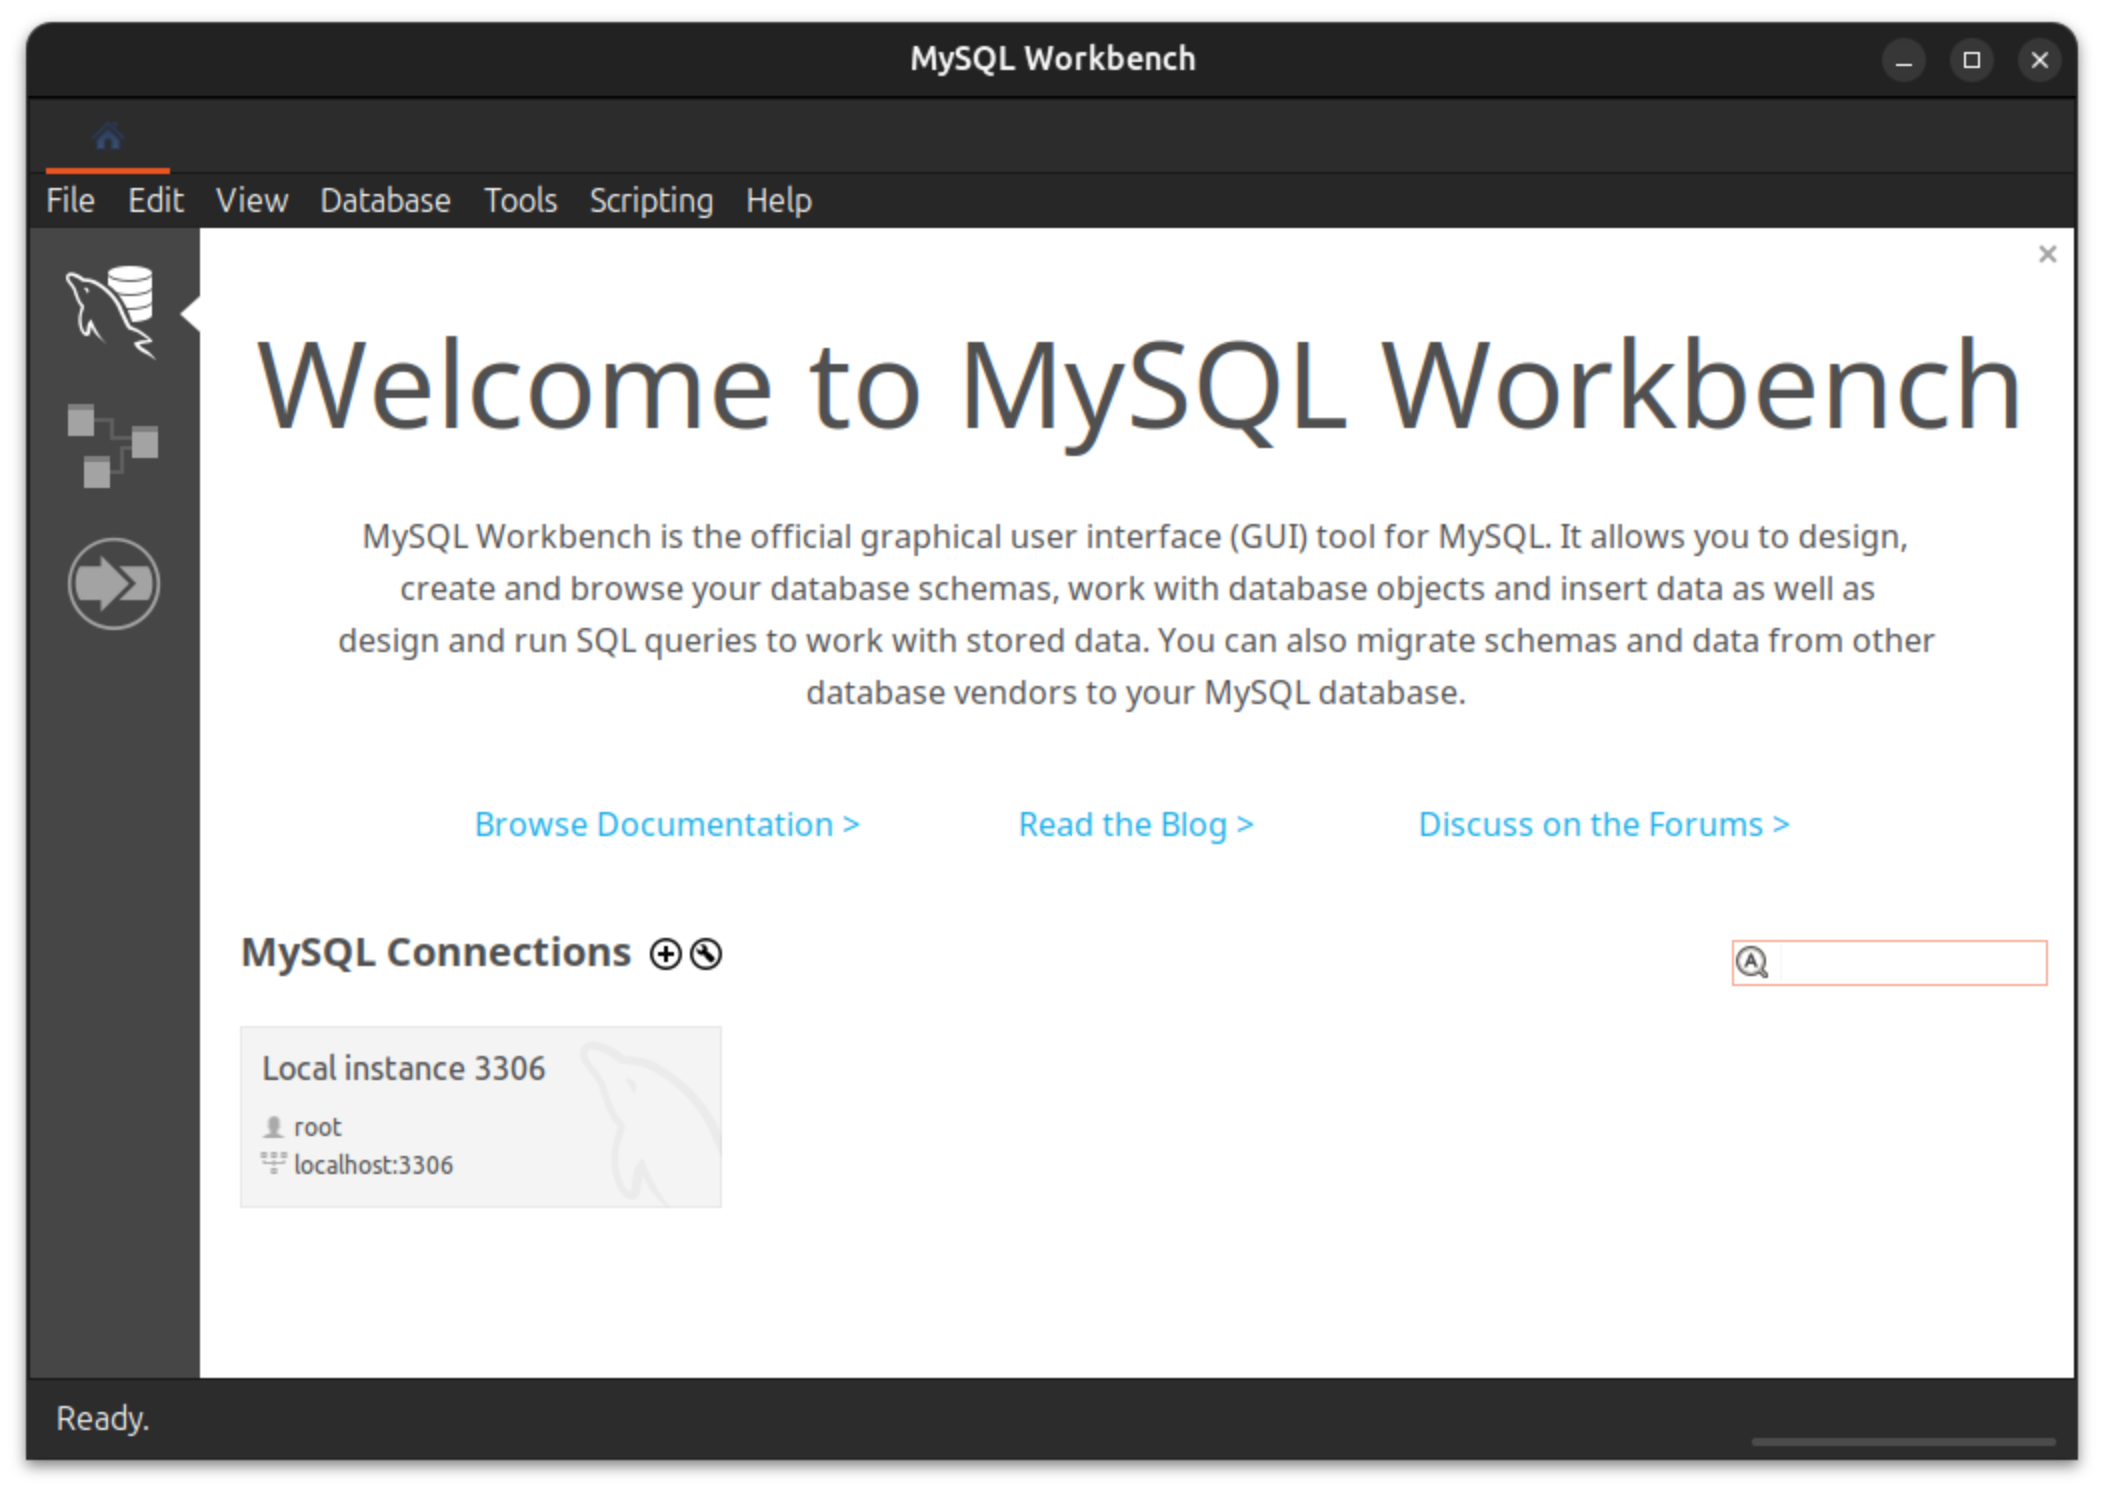 MySQL Workbench
File Edit View Database Tools Scripting Help
Welcome to MySQL Workbench
MySQL Workbench is the official graphical user interface (GUI) tool for MySQL. It allows you to design,
create and browse your database schemas, work with database objects and insert data as well as
design and run SQL queries to work with stored data. You can also migrate schemas and data from other
database vendors to your MySQL database.
Browse Documentation > Read the Blog > Discuss on the Forums >
MySQL Connections
A
Local instance 3306
root
localhost:3306
Ready.